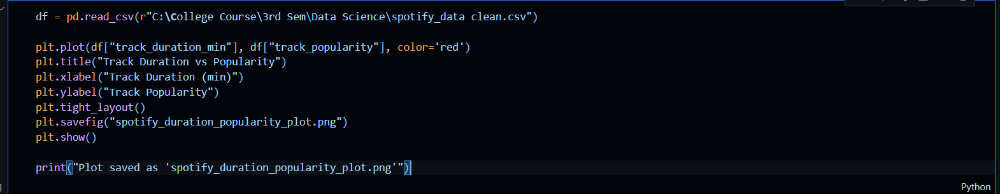 df = pd.read_csv(r"C:\College Course\3rd Sem\Data Science\spotify_data clean.csv")
plt.plot(df["track_duration_min"], df["track_popularity"], color='red')
plt.title("Track Duration vs Popularity")
plt.xlabel("Track Duration (min)")
plt.ylabel("Track Popularity")
plt.tight_layout()
plt.savefig("spotify_duration_popularity_plot.png")
plt.show()
print("Plot saved as 'spotify_duration_popularity_plot.png'")
Python